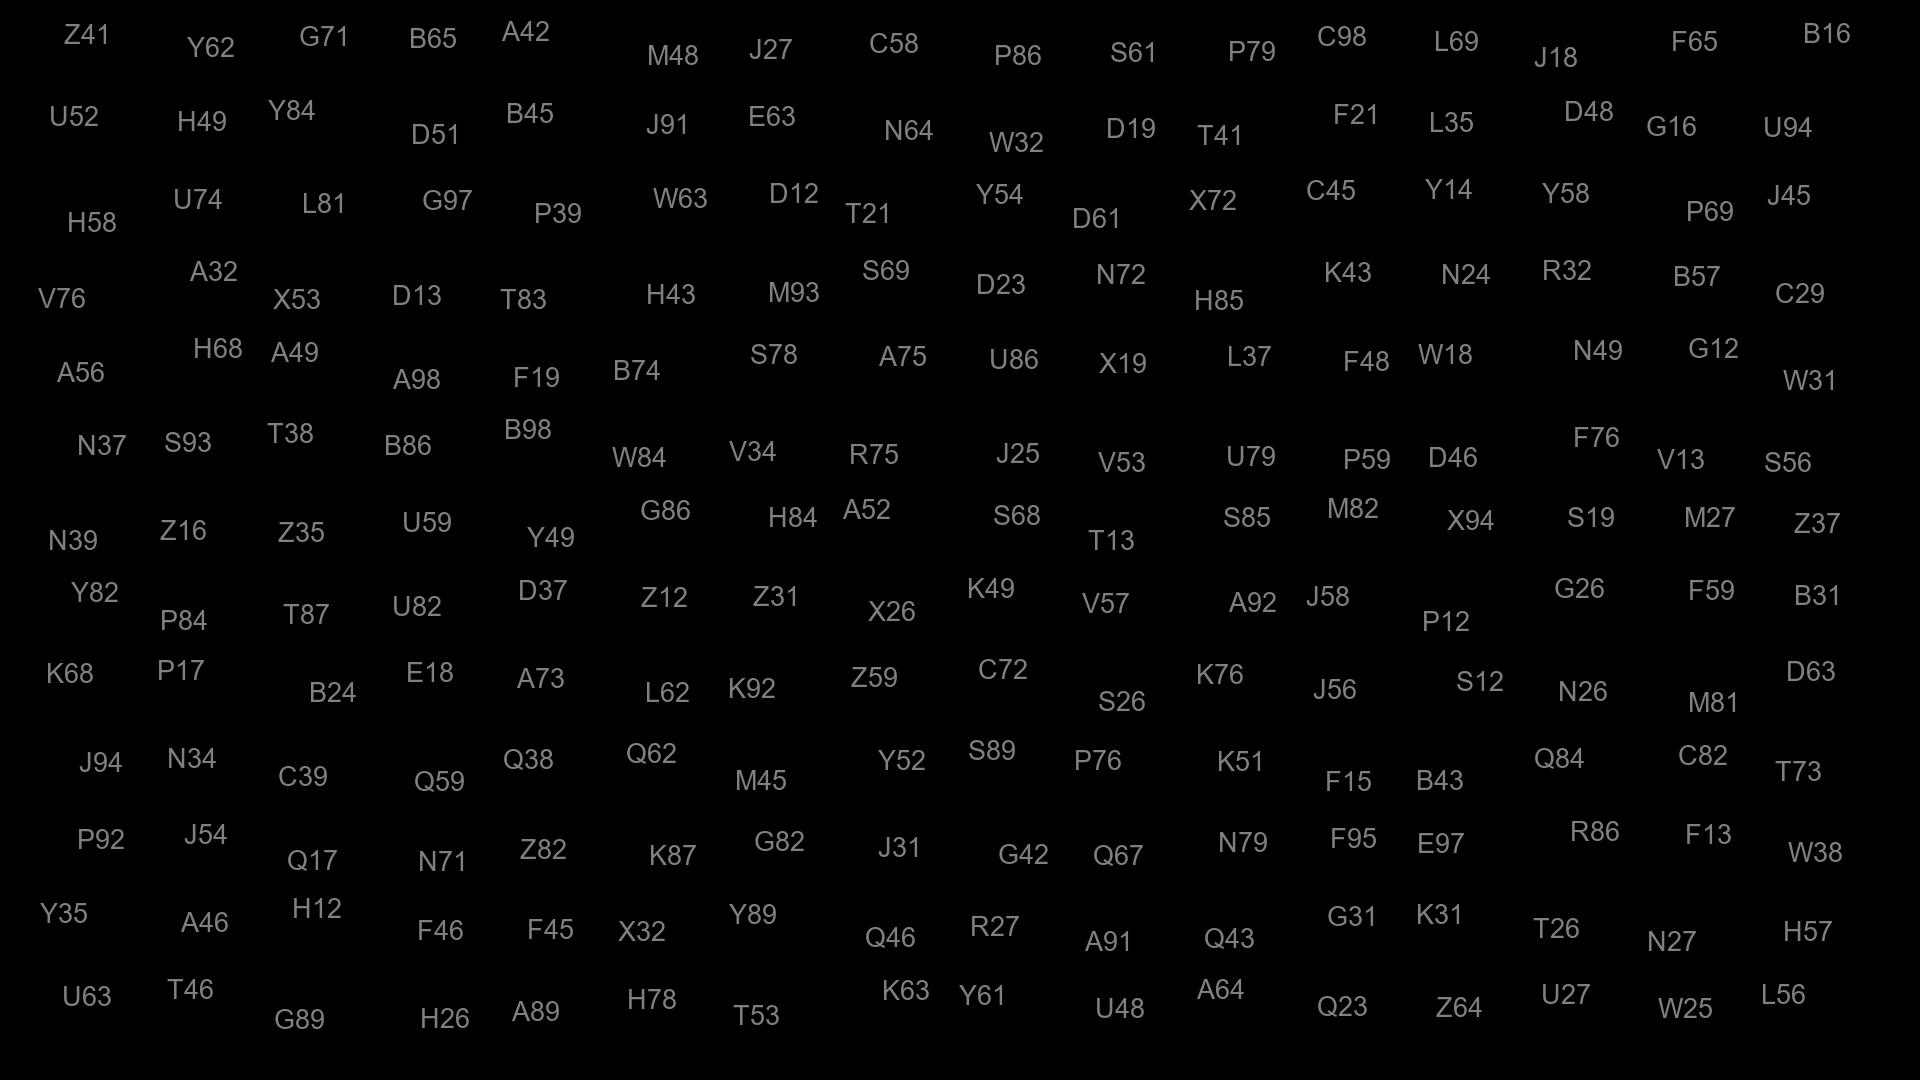 Z41 Y62 G71 B65 A42 M48 J27 C58 P86 S61 P79 C98 L69 J18 F65 B16
U52 H49 Y84 D51 B45 J91 E63 N64 W32 D19 T41 F21 L35 D48 G16 U94
H58 U74 L81 G97 P39 W63 D12 T21 Y54 D61 X72 C45 Y14 Y58 P69 J45
V76 A32 X53 D13 T83 H43 M93 S69 D23 N72 H85 K43 N24 R32 B57 C29
A56 H68 A49 A98 F19 B74 S78 A75 U86 X19 L37 F48 W18 N49 G12 W31
N37 S93 T38 B86 B98 W84 V34 R75 J25 V53 U79 P59 D46 F76 V13 S56
N39 Z16 Z35 U59 Y49 G86 H84 A52 S68 T13 S85 M82 X94 S19 M27 Z37
Y82 P84 T87 U82 D37 Z12 Z31 X26 K49 V57 A92 J58 P12 G26 F59 B31
K68 P17 B24 E18 A73 L62 K92 Z59 C72 S26 K76 J56 S12 N26 M81 D63
J94 N34 C39 Q59 Q38 Q62 M45 Y52 S89 P76 K51 F15 B43 Q84 C82 T73
P92 J54 Q17 N71 Z82 K87 G82 J31 G42 Q67 N79 F95 E97 R86 F13 W38
Y35 A46 H12 F46 F45 X32 Y89 Q46 R27 A91 Q43 G31 K31 T26 N27 H57
U63 T46 G89 H26 A89 H78 T53 K63 Y61 U48 A64 Q23 Z64 U27 W25 L56